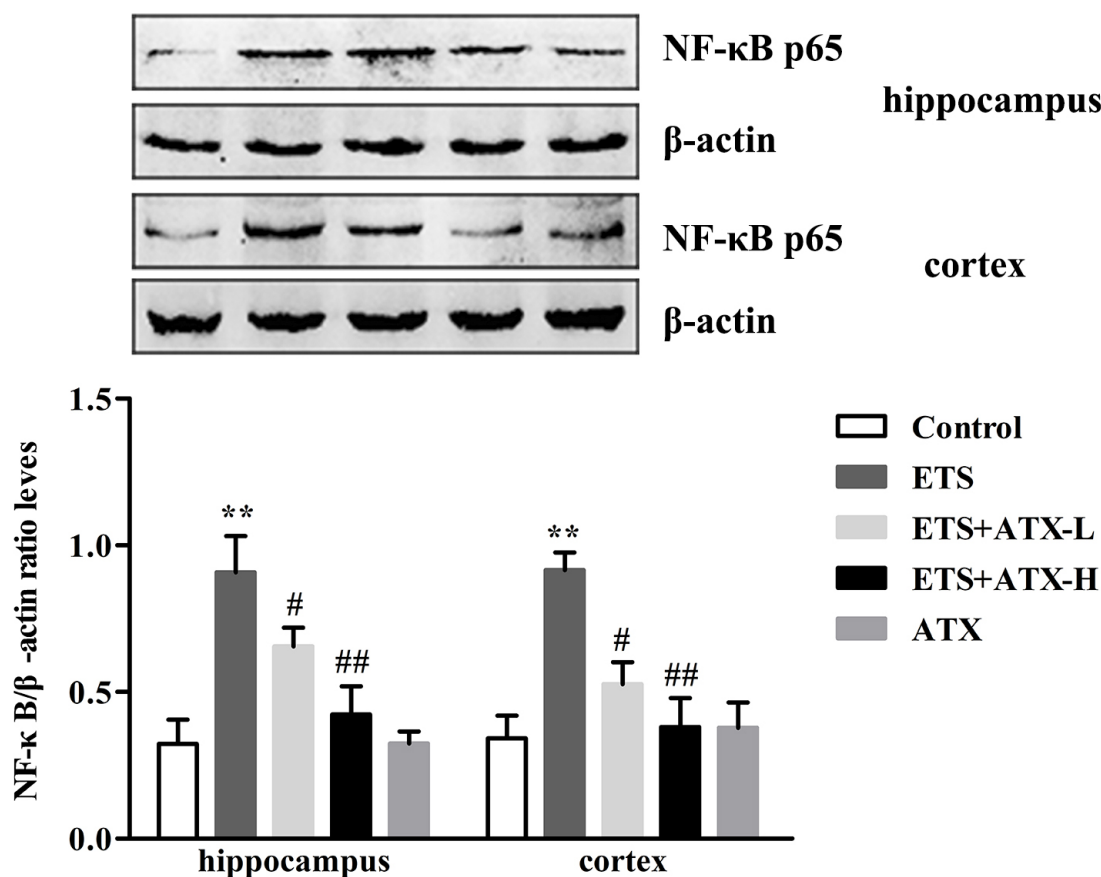 NF-κB p65
hippocampus
β-actin
NF-κB p65
cortex
β-actin
NF-κ B/β -actin ratio leves
1.5
1.0
0.5
0.0
**
#
##
**
#
##
hippocampus
cortex
Control
ETS
ETS+ATX-L
ETS+ATX-H
ATX